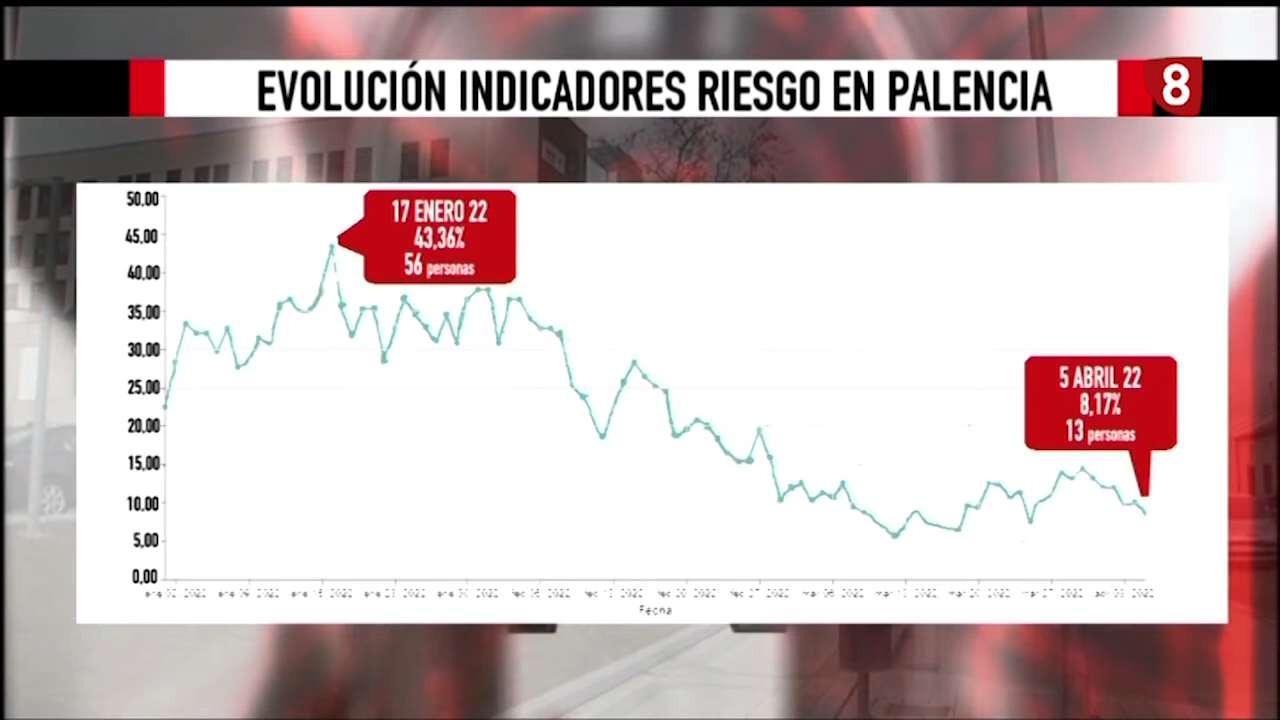 EVOLUCIÓN INDICADORES RIESGO EN PALENCIA
8
50,00
45,00
40,00
35,00
30,00
25,00
20,00
15,00
10,00
5,00
0,00
17 ENERO 22
43,36%
56 personas
5 ABRIL 22
8,17%
13 personas
Fecha